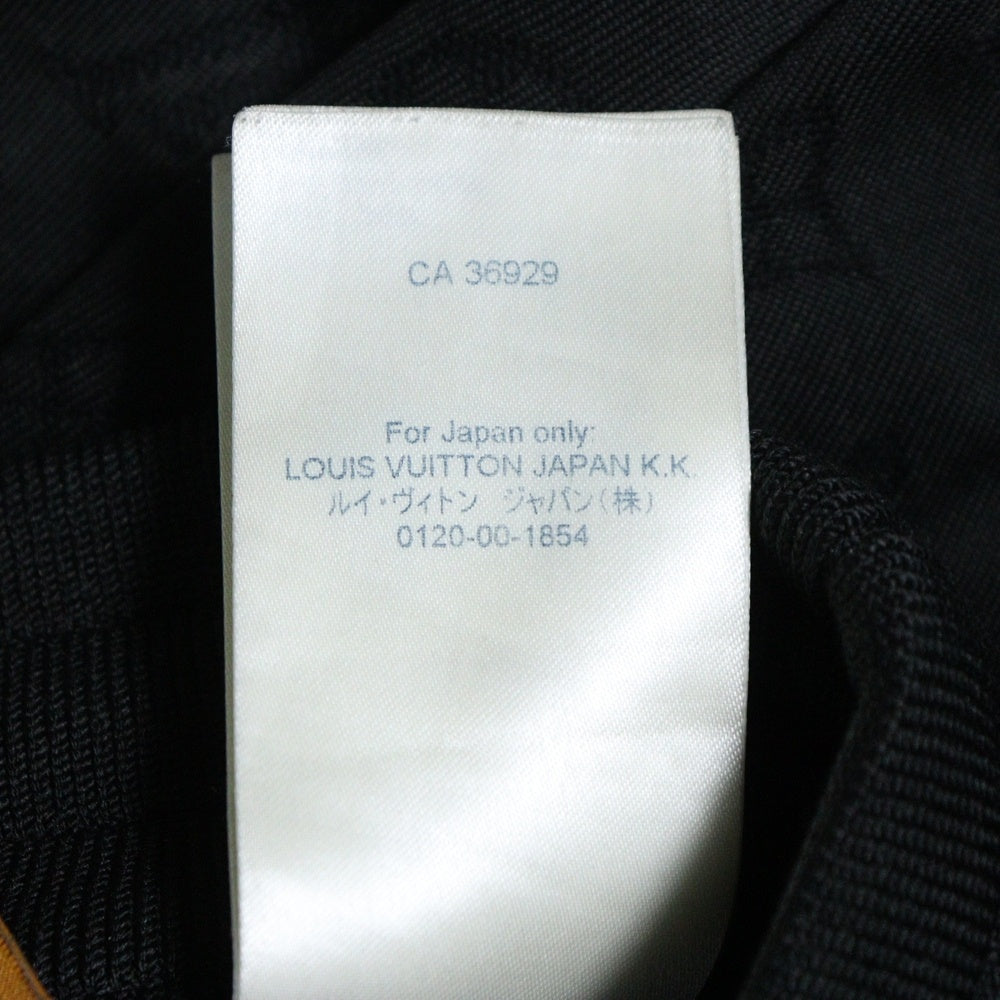 CA 36929
For Japan only:
LOUIS VUITTON JAPAN K.K.
ルイ・ヴィトン ジャパン(株)
0120-00-1854